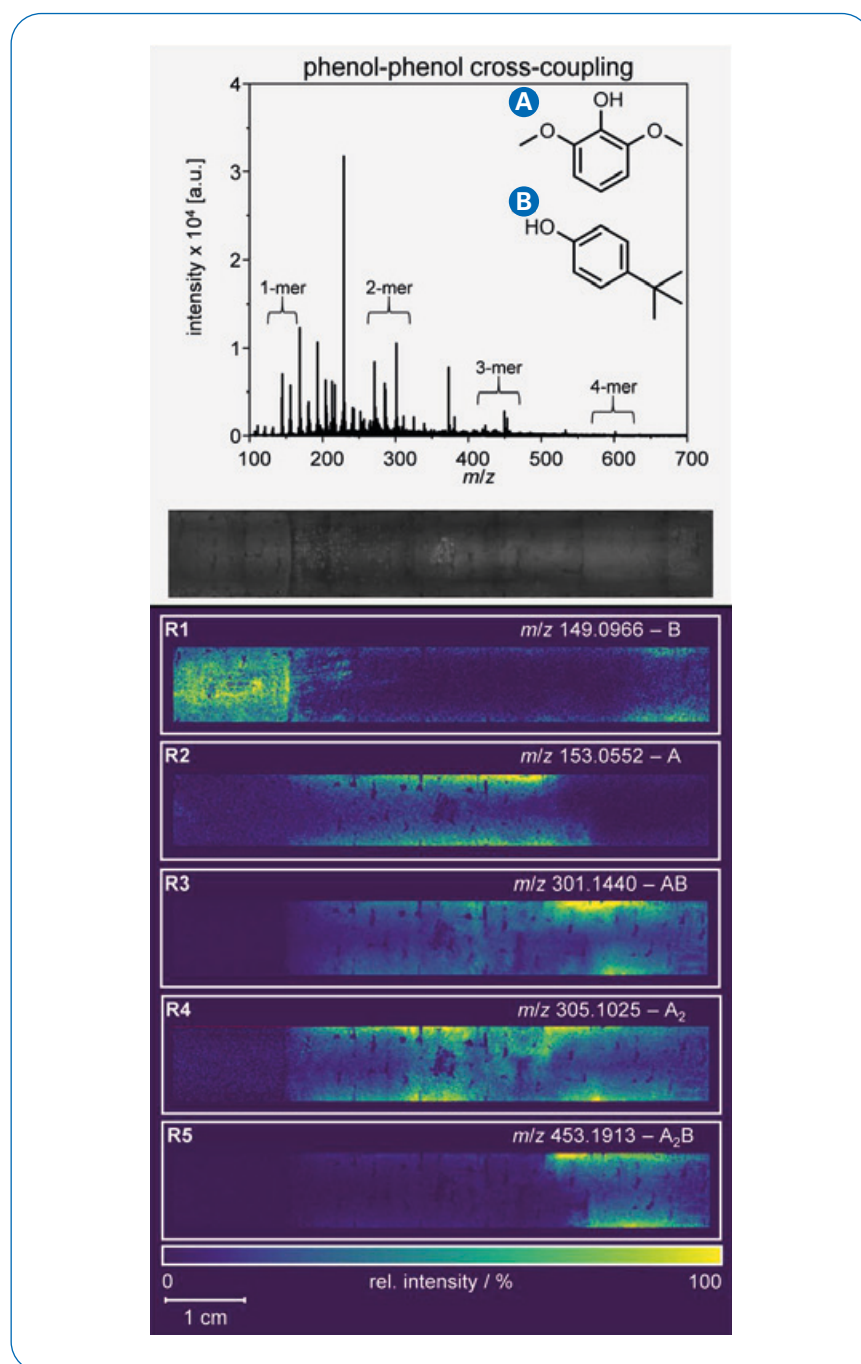 phenol-phenol cross-coupling
intensity x 10⁴ [a.u.]
4
3
2
1
0
1-mer
2-mer
3-mer
4-mer
A
OH
O
O
B
HO
100 200 300 400 500 600 700
m/z
R1 m/z 149.0966 – B
R2 m/z 153.0552 – A
R3 m/z 301.1440 – AB
R4 m/z 305.1025 – A₂
R5 m/z 453.1913 – A₂B
0 rel. intensity / % 100
1 cm